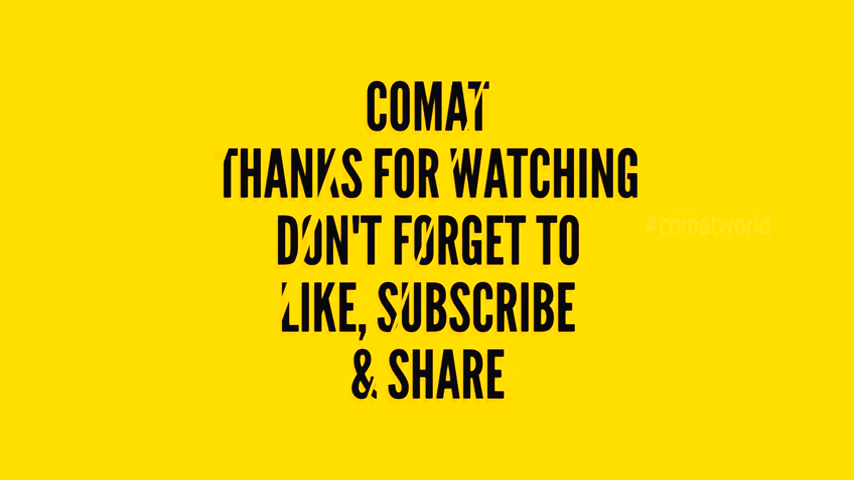 COMAT
THANKS FOR WATCHING
DON'T FORGET TO
#comatworld
LIKE, SUBSCRIBE
& SHARE